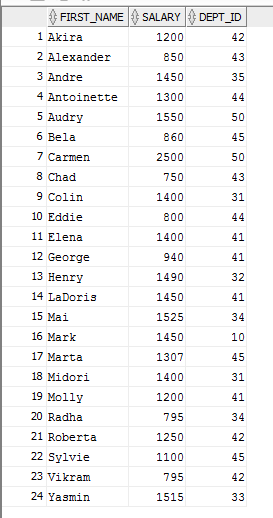 FIRST_NAME SALARY DEPT_ID
1 Akira 1200 42
2 Alexander 850 43
3 Andre 1450 35
4 Antoinette 1300 44
5 Audry 1550 50
6 Bela 860 45
7 Carmen 2500 50
8 Chad 750 43
9 Colin 1400 31
10 Eddie 800 44
11 Elena 1400 41
12 George 940 41
13 Henry 1490 32
14 LaDoris 1450 41
15 Mai 1525 34
16 Mark 1450 10
17 Marta 1307 45
18 Midori 1400 31
19 Molly 1200 41
20 Radha 795 34
21 Roberta 1250 42
22 Sylvie 1100 45
23 Vikram 795 42
24 Yasmin 1515 33